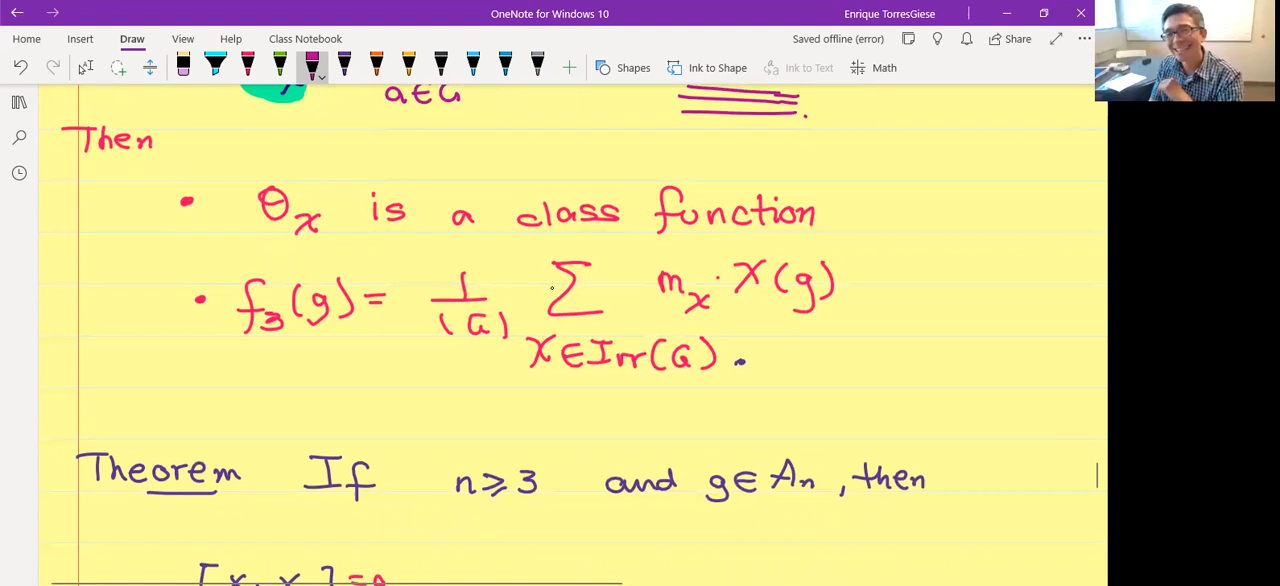 OneNote for Windows 10
Enrique TorresGiese
Home Insert Draw View Help Class Notebook
Saved offline (error)
Share
Shapes Ink to Shape Ink to Text Math
a∈G
Then
• θ_χ is a class function
• f₃(g) = 1/|G| ∑_{χ∈Irr(G)} m_χ · χ(g)
Theorem If n⩾3 and g∈An, then